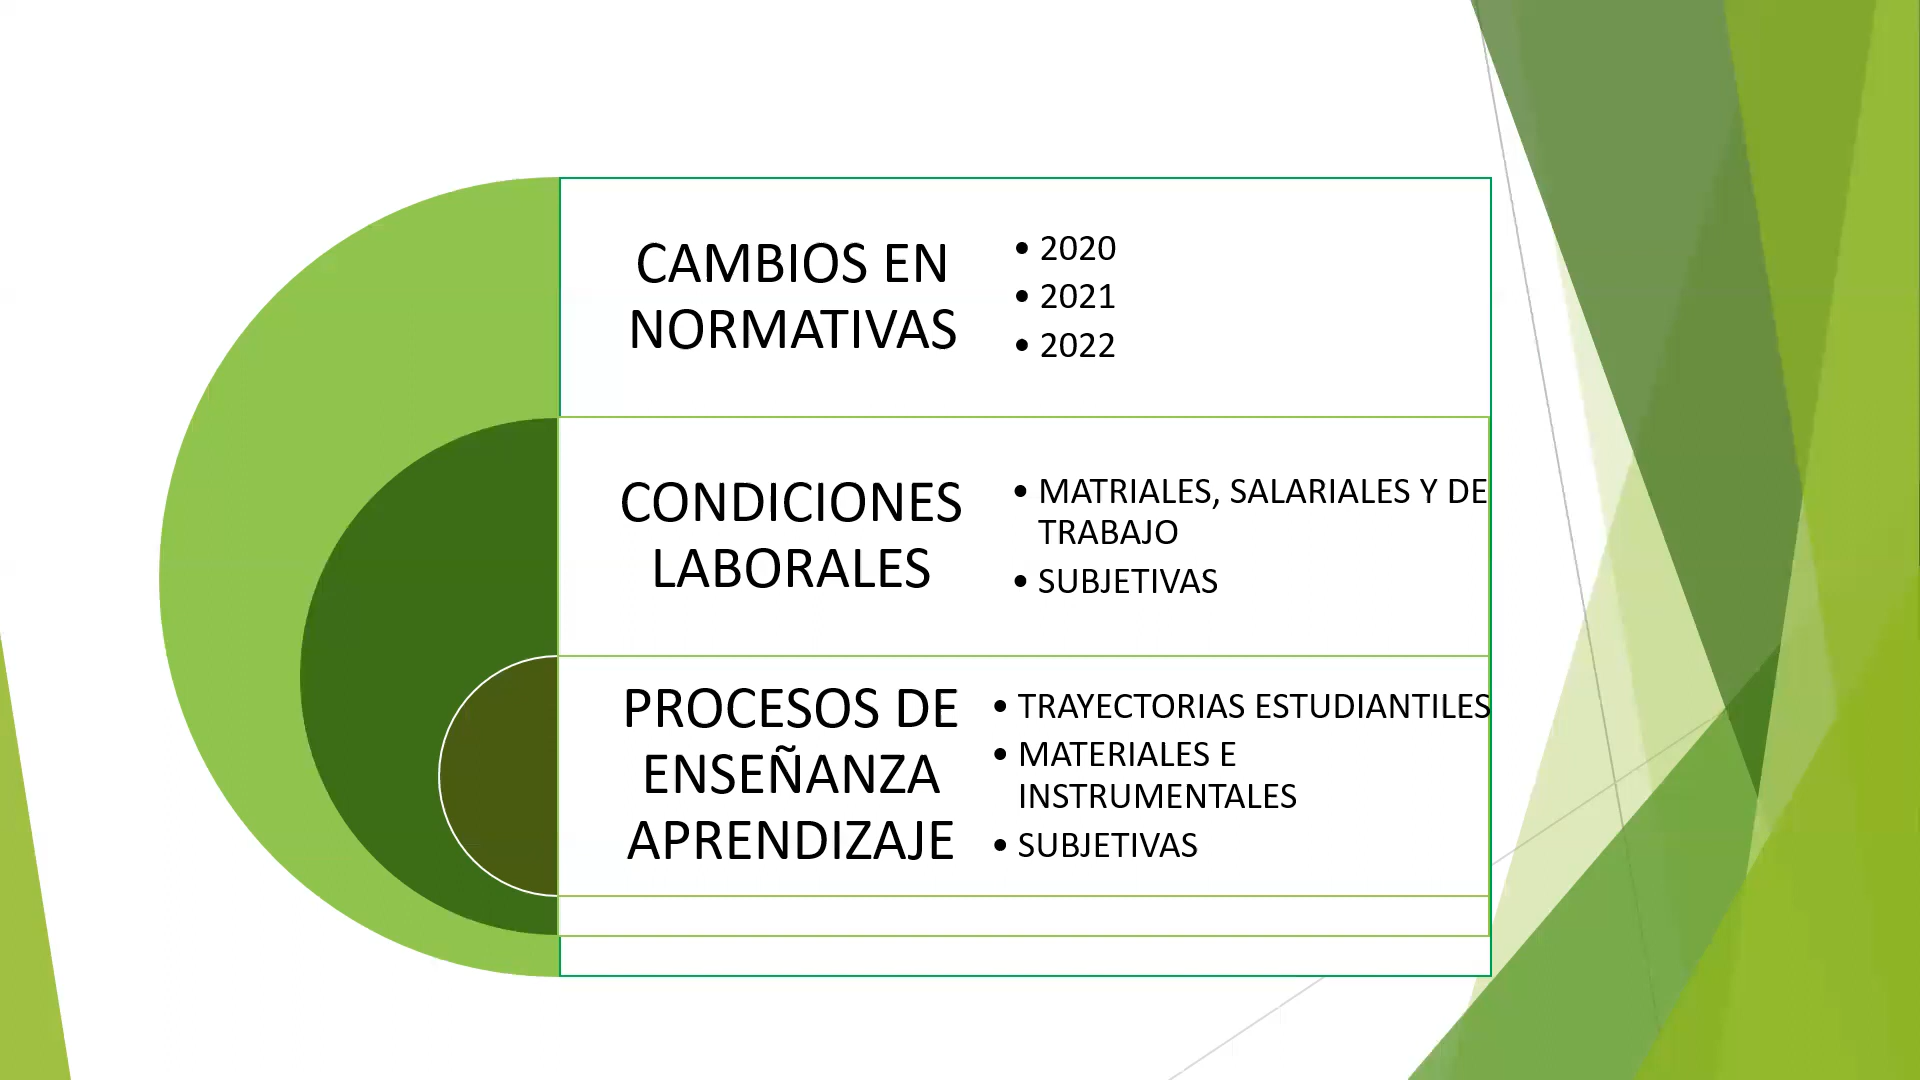 CAMBIOS EN
NORMATIVAS
• 2020
• 2021
• 2022
CONDICIONES
LABORALES
• MATRIALES, SALARIALES Y DE
TRABAJO
• SUBJETIVAS
PROCESOS DE
ENSEÑANZA
APRENDIZAJE
• TRAYECTORIAS ESTUDIANTILES
• MATERIALES E
INSTRUMENTALES
• SUBJETIVAS